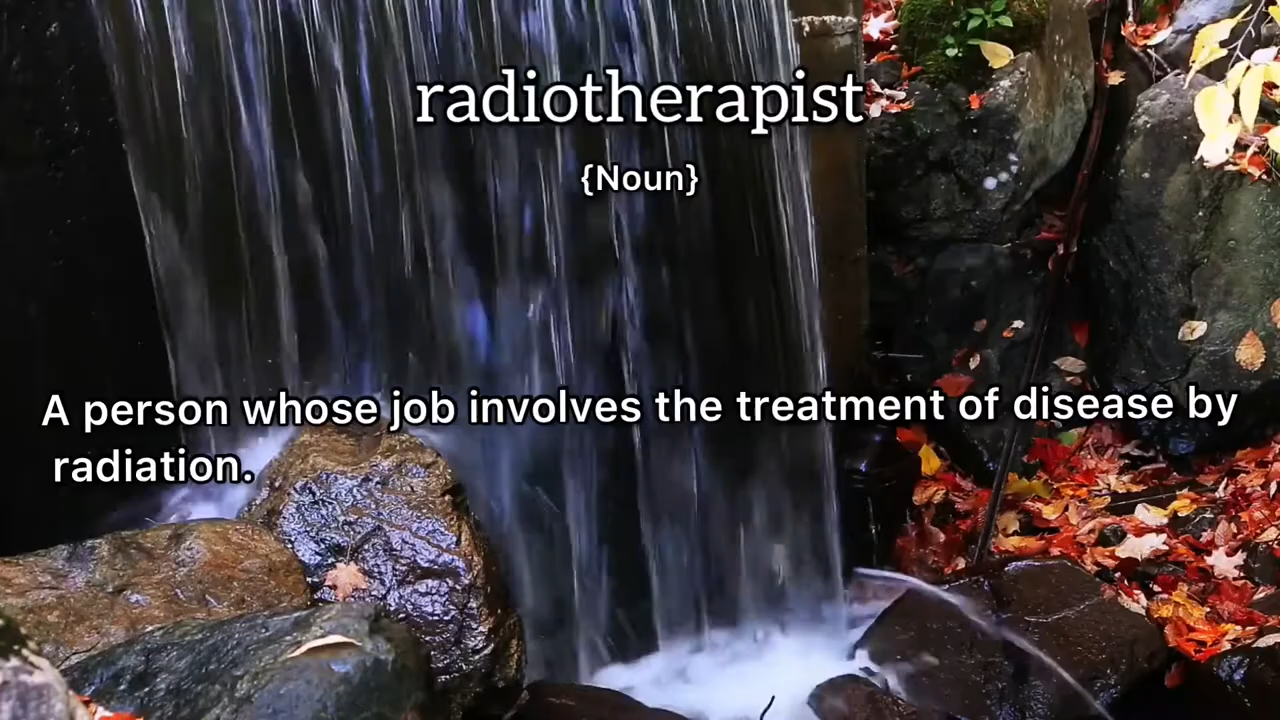 radiotherapist
{Noun}
A person whose job involves the treatment of disease by
radiation.